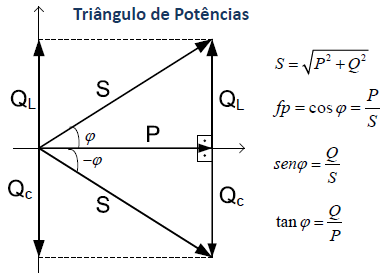 Triângulo de Potências
Q_L
S
φ
P
-φ
Q_c
S
Q_L
Q_c
S = √(P² + Q²)
fp = cos φ = P/S
senφ = Q/S
tan φ = Q/P